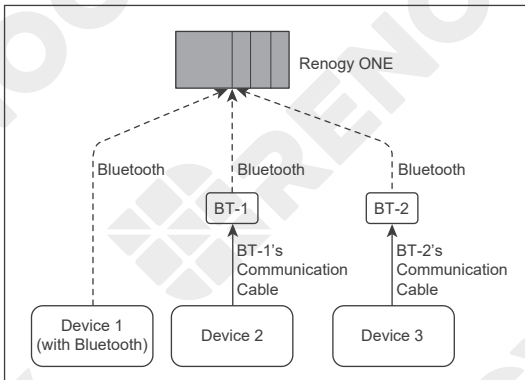 Renogy ONE
Bluetooth
Bluetooth
Bluetooth
BT-1
BT-2
BT-1's
Communication
Cable
BT-2's
Communication
Cable
Device 1
(with Bluetooth)
Device 2
Device 3
RENO